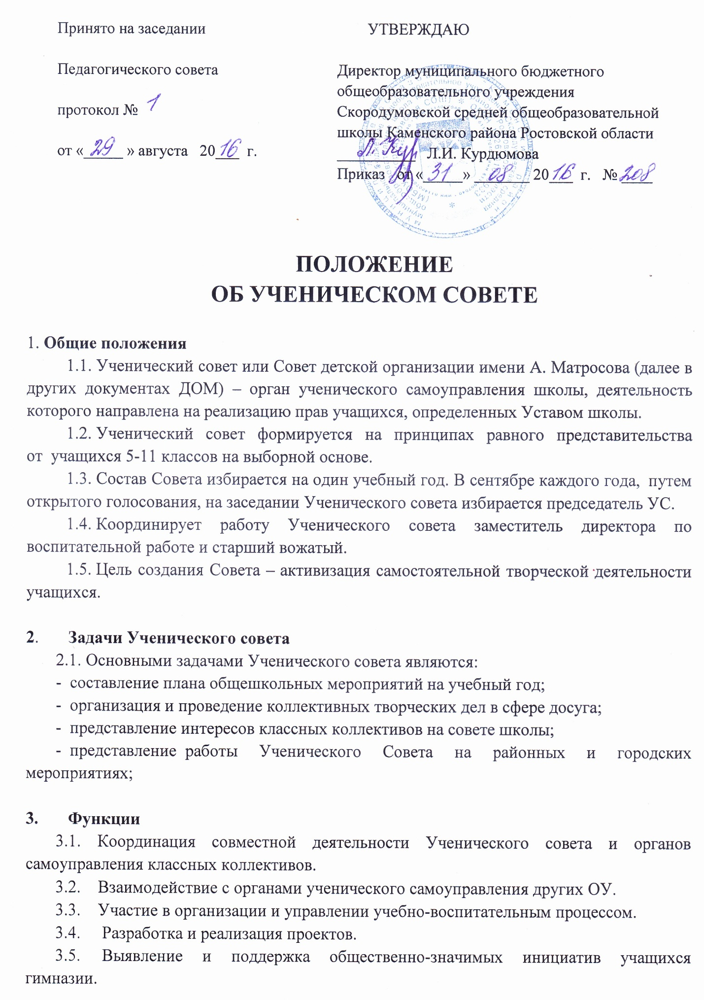 Принято на заседании
УТВЕРЖДАЮ
Педагогического совета
протокол № 1
от «29» августа 2016 г.
Директор муниципального бюджетного
общеобразовательного учреждения
Скородумовской средней общеобразовательной
школы Каменского района Ростовской области
Л.И. Курдюмова
Приказ от «31» 08 2016 г. № 208
ПОЛОЖЕНИЕ
ОБ УЧЕНИЧЕСКОМ СОВЕТЕ
1. Общие положения
1.1. Ученический совет или Совет детской организации имени А. Матросова (далее в
других документах ДОМ) – орган ученического самоуправления школы, деятельность
которого направлена на реализацию прав учащихся, определенных Уставом школы.
1.2. Ученический совет формируется на принципах равного представительства
от учащихся 5-11 классов на выборной основе.
1.3. Состав Совета избирается на один учебный год. В сентябре каждого года, путем
открытого голосования, на заседании Ученического совета избирается председатель УС.
1.4. Координирует работу Ученического совета заместитель директора по
воспитательной работе и старший вожатый.
1.5. Цель создания Совета – активизация самостоятельной творческой деятельности
учащихся.
2. Задачи Ученического совета
2.1. Основными задачами Ученического совета являются:
- составление плана общешкольных мероприятий на учебный год;
- организация и проведение коллективных творческих дел в сфере досуга;
- представление интересов классных коллективов на совете школы;
- представление работы Ученического Совета на районных и городских
мероприятиях;
3. Функции
3.1. Координация совместной деятельности Ученического совета и органов
самоуправления классных коллективов.
3.2. Взаимодействие с органами ученического самоуправления других ОУ.
3.3. Участие в организации и управлении учебно-воспитательным процессом.
3.4. Разработка и реализация проектов.
3.5. Выявление и поддержка общественно-значимых инициатив учащихся
гимназии.